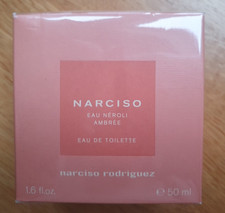 NARCISO
EAU NÉROLI
AMBRÉE
EAU DE TOILETTE
narciso rodriguez
1.6 fl.oz. ℮ 50 ml